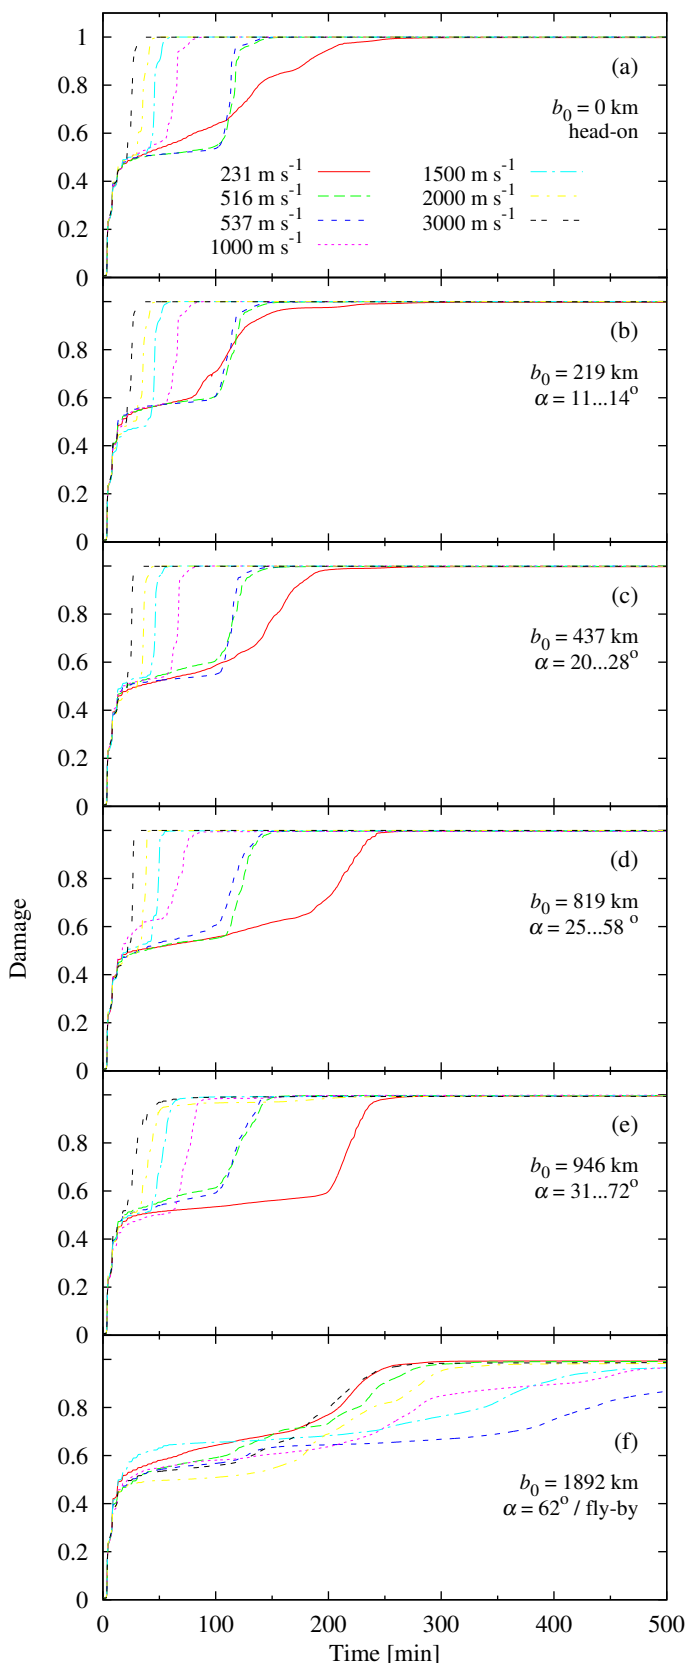 1
(a)
0.8
b₀ = 0 km
head-on
0.6
231 m s⁻¹
1500 m s⁻¹
516 m s⁻¹
2000 m s⁻¹
0.4
537 m s⁻¹
3000 m s⁻¹
1000 m s⁻¹
0.2
0
(b)
0.8
b₀ = 219 km
α = 11...14°
0.6
0.4
0.2
0
(c)
0.8
b₀ = 437 km
α = 20...28°
0.6
0.4
0.2
0
(d)
0.8
b₀ = 819 km
α = 25...58 °
0.6
Damage
0.4
0.2
0
(e)
0.8
b₀ = 946 km
α = 31...72°
0.6
0.4
0.2
0
0.8
(f)
0.6
b₀ = 1892 km
α = 62° / fly-by
0.4
0.2
0
0 100 200 300 400 500
Time [min]